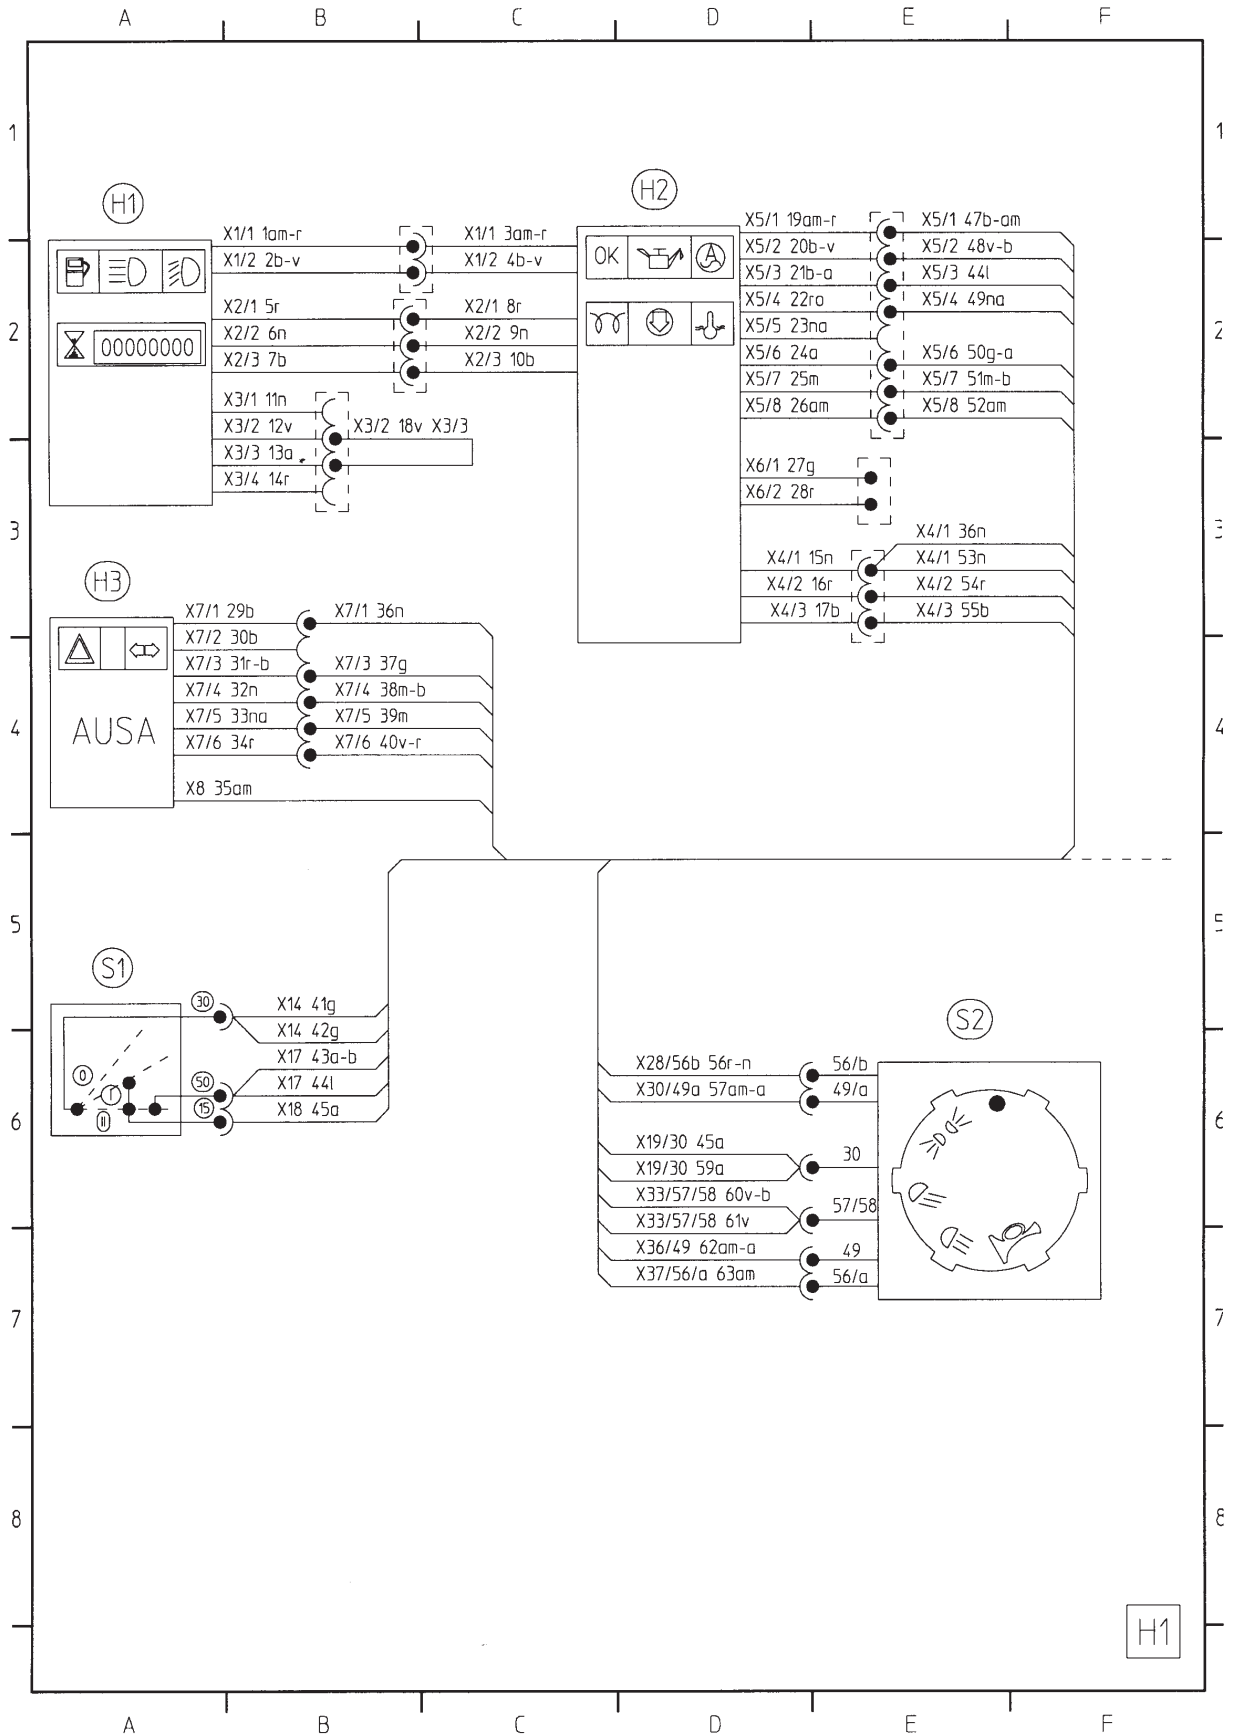 A B C D E F
1 1
H1 H2
X1/1 1am-r X1/1 3am-r
X1/2 2b-v X1/2 4b-v
X2/1 5r X2/1 8r
X2/2 6n X2/2 9n
X2/3 7b X2/3 10b
00000000
X3/1 11n
X3/2 12v X3/2 18v X3/3
X3/3 13a
X3/4 14r
OK
A
X5/1 19am-r X5/1 47b-am
X5/2 20b-v X5/2 48v-b
X5/3 21b-a X5/3 44l
X5/4 22ro X5/4 49na
X5/5 23na
X5/6 24a X5/6 50g-a
X5/7 25m X5/7 51m-b
X5/8 26am X5/8 52am
2 2
X6/1 27g
X6/2 28r
3 3
X4/1 36n
X4/1 15n X4/1 53n
X4/2 16r X4/2 54r
X4/3 17b X4/3 55b
H3
X7/1 29b X7/1 36n
X7/2 30b
X7/3 31r-b X7/3 37g
X7/4 32n X7/4 38m-b
X7/5 33na X7/5 39m
X7/6 34r X7/6 40v-r
X8 35am
AUSA
4 4
5 5
S1
30 X14 41g
X14 42g
X17 43a-b
50 X17 44l
15 X18 45a
0
I
II
6 6
S2
X28/56b 56r-n 56/b
X30/49a 57am-a 49/a
X19/30 45a
30
X19/30 59a
X33/57/58 60v-b
57/58
X33/57/58 61v
X36/49 62am-a 49
X37/56/a 63am 56/a
7 7
8 8
H1
A B C D E F